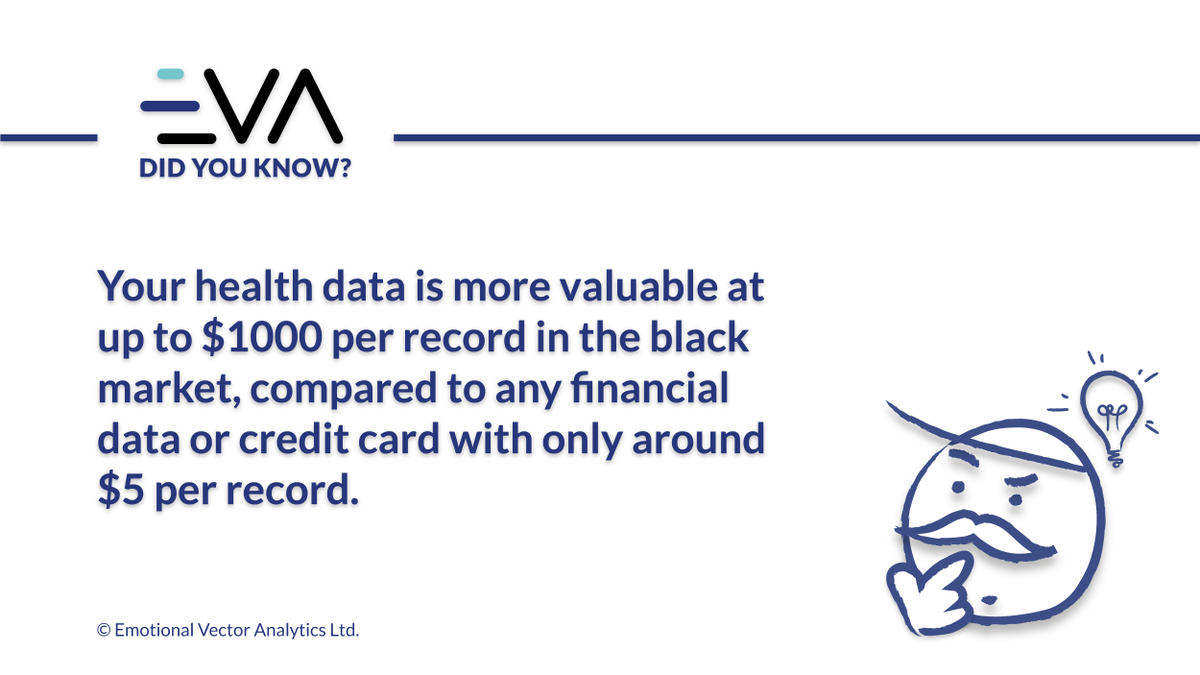 EVA
DID YOU KNOW?
Your health data is more valuable at
up to $1000 per record in the black
market, compared to any financial
data or credit card with only around
$5 per record.
© Emotional Vector Analytics Ltd.